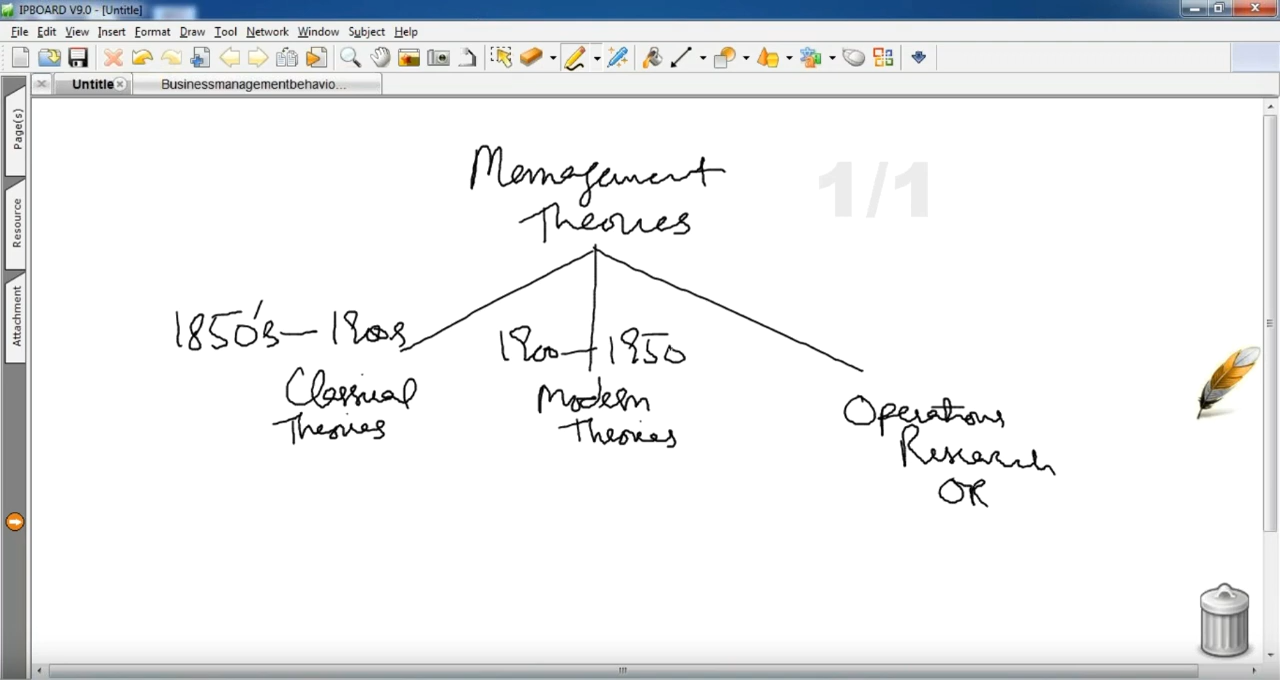 IPBOARD V9.0 - [Untitle]
File Edit View Insert Format Draw Tool Network Window Subject Help
Untitle
Businessmanagementbehavio...
Page(s)
Resource
Attachment
1/1
Management
Theories
1850's — 1900s
Classical
Theories
1900 — 1950
Modern
Theories
Operations
Research
OR